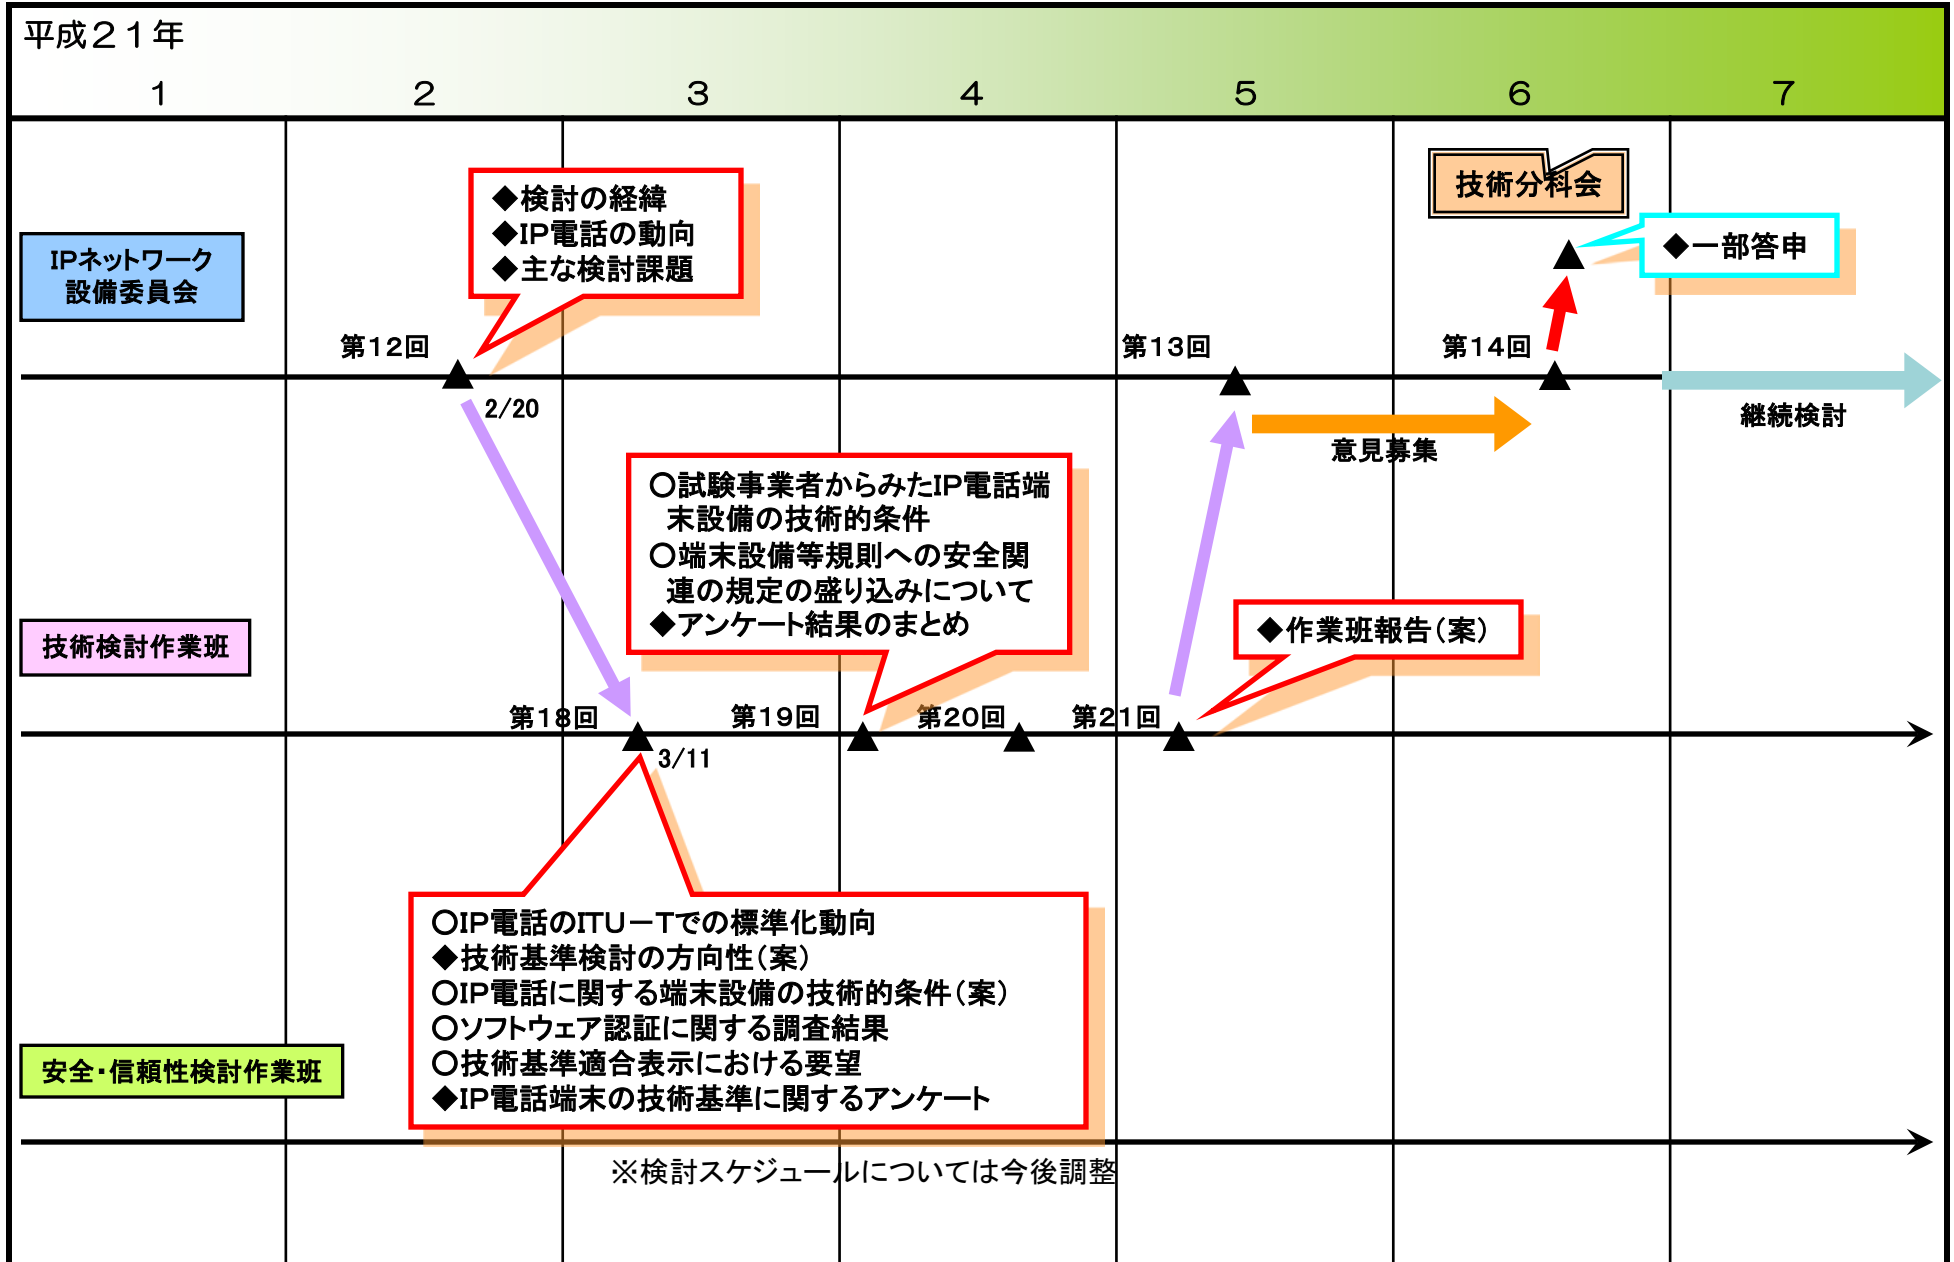 平成２１年
１
２
３
４
５
６
７
技術分科会
◆検討の経緯
◆ＩＰ電話の動向
◆主な検討課題
◆一部答申
ＩＰネットワーク
設備委員会
第１２回
第１３回
第１４回
2/20
継続検討
意見募集
○試験事業者からみたＩＰ電話端
末設備の技術的条件
○端末設備等規則への安全関
連の規定の盛り込みについて
◆アンケート結果のまとめ
◆作業班報告（案）
技術検討作業班
第１８回
第１９回
第２０回
第２１回
3/11
○ＩＰ電話のＩＴＵ－Ｔでの標準化動向
◆技術基準検討の方向性（案）
○ＩＰ電話に関する端末設備の技術的条件（案）
○ソフトウェア認証に関する調査結果
○技術基準適合表示における要望
◆ＩＰ電話端末の技術基準に関するアンケート
安全・信頼性検討作業班
※検討スケジュールについては今後調整